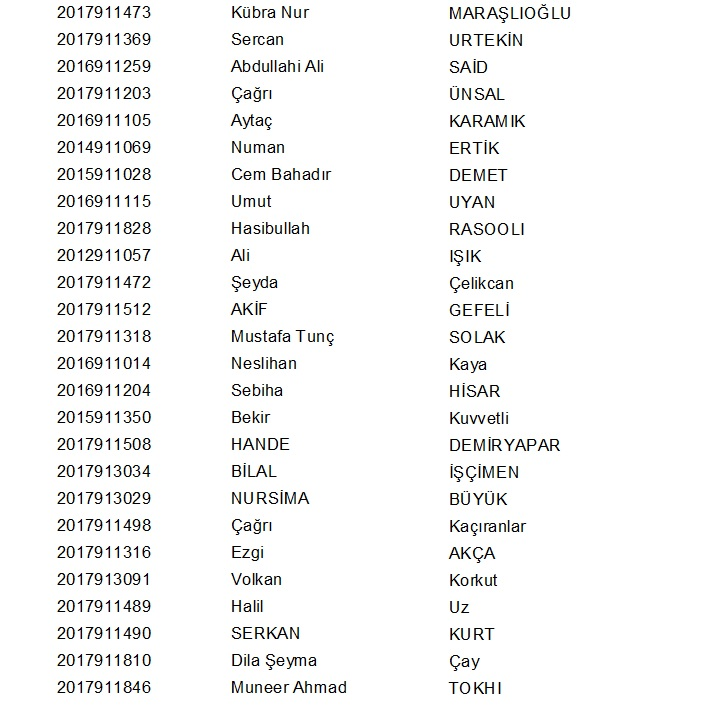 2017911473 Kübra Nur MARAŞLIOĞLU
2017911369 Sercan URTEKİN
2016911259 Abdullahi Ali SAİD
2017911203 Çağrı ÜNSAL
2016911105 Aytaç KARAMIK
2014911069 Numan ERTİK
2015911028 Cem Bahadır DEMET
2016911115 Umut UYAN
2017911828 Hasibullah RASOOLI
2012911057 Ali IŞIK
2017911472 Şeyda Çelikcan
2017911512 AKİF GEFELİ
2017911318 Mustafa Tunç SOLAK
2016911014 Neslihan Kaya
2016911204 Sebiha HİSAR
2015911350 Bekir Kuvvetli
2017911508 HANDE DEMİRYAPAR
2017913034 BİLAL İŞÇİMEN
2017913029 NURSİMA BÜYÜK
2017911498 Çağrı Kaçıranlar
2017911316 Ezgi AKÇA
2017913091 Volkan Korkut
2017911489 Halil Uz
2017911490 SERKAN KURT
2017911810 Dila Şeyma Çay
2017911846 Muneer Ahmad TOKHI